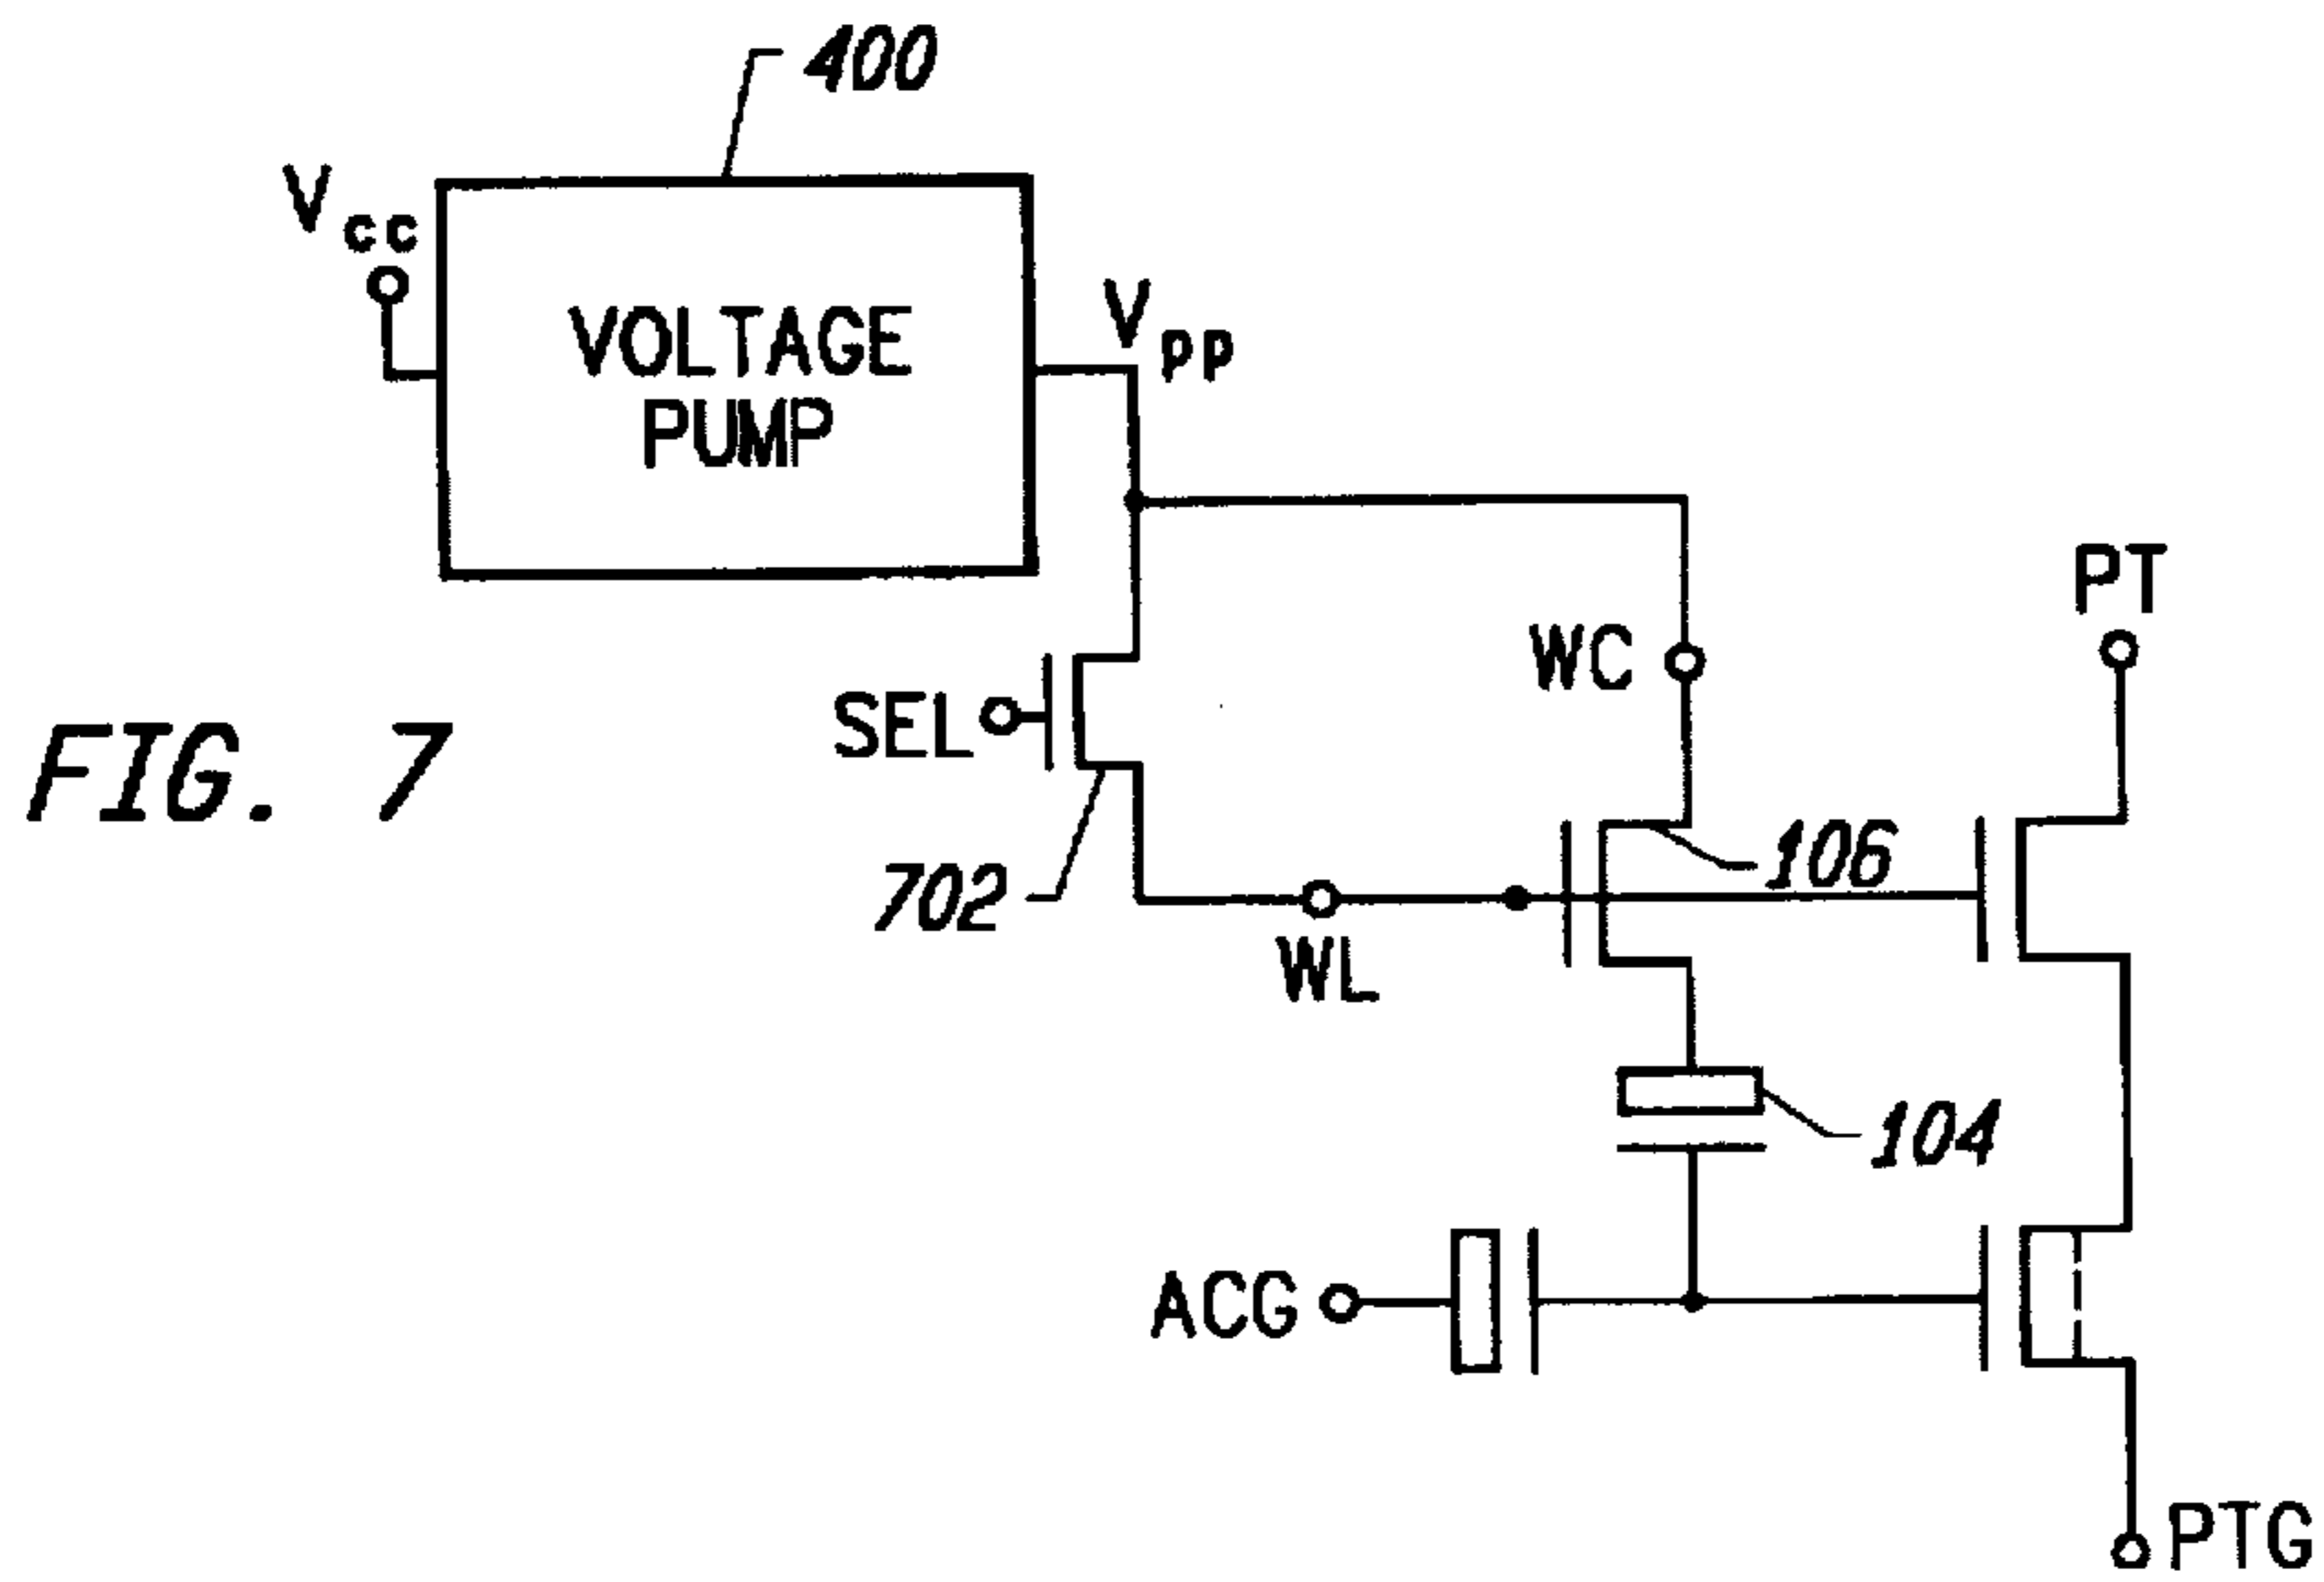 400
Vcc
VOLTAGE
PUMP
Vpp
PT
WC
SEL
FIG. 7
106
702
WL
104
ACG
PTG